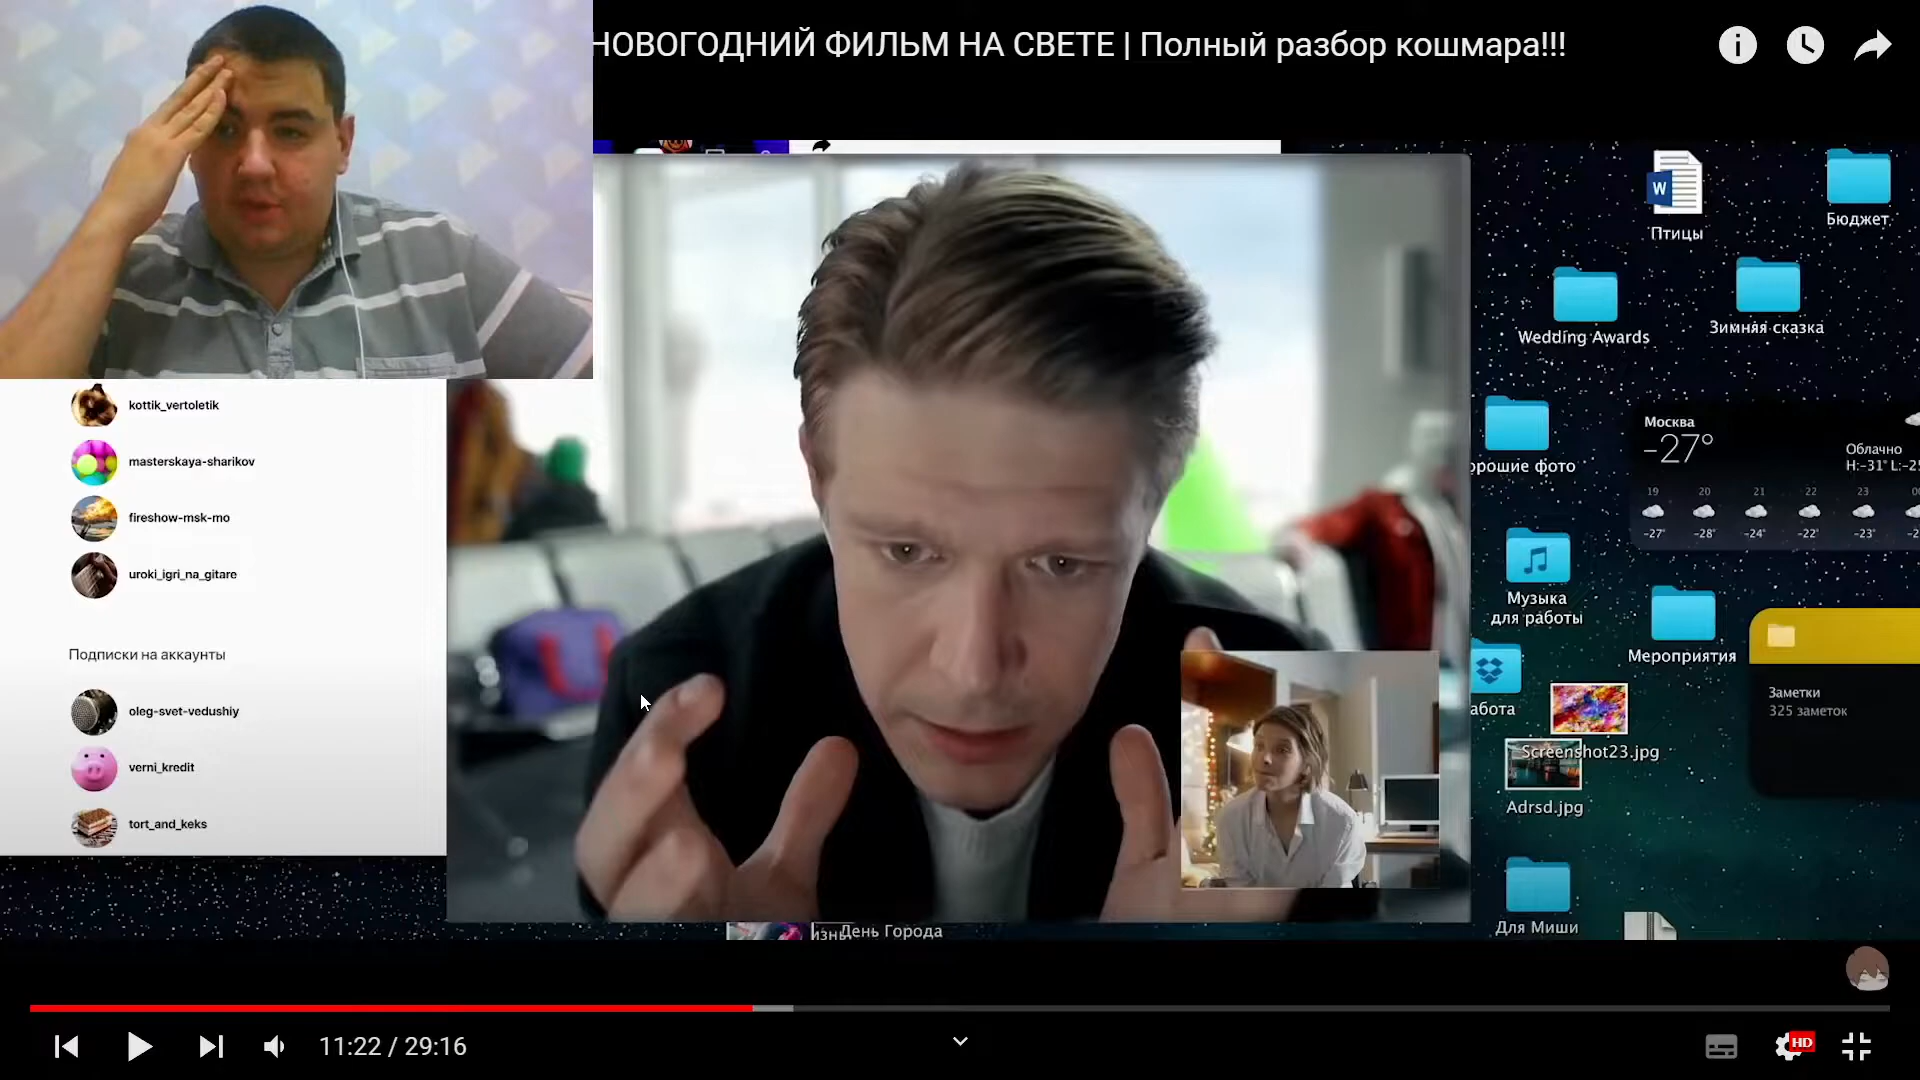 НОВОГОДНИЙ ФИЛЬМ НА СВЕТЕ | Полный разбор кошмара!!!
Птицы
Бюджет
Wedding Awards
Зимняя сказка
kottik_vertoletik
masterskaya-sharikov
fireshow-msk-mo
uroki_igri_na_gitare
Подписки на аккаунты
oleg-svet-vedushiy
verni_kredit
tort_and_keks
орошие фото
Москва
-27°
Облачно
H:-31° L:-25
19 20 21 22 23
-27° -28° -24° -22° -23°
Музыка
для работы
Мероприятия
абота
Заметки
325 заметок
Screenshot23.jpg
Adrsd.jpg
Для Миши
День Города
11:22 / 29:16
HD
W